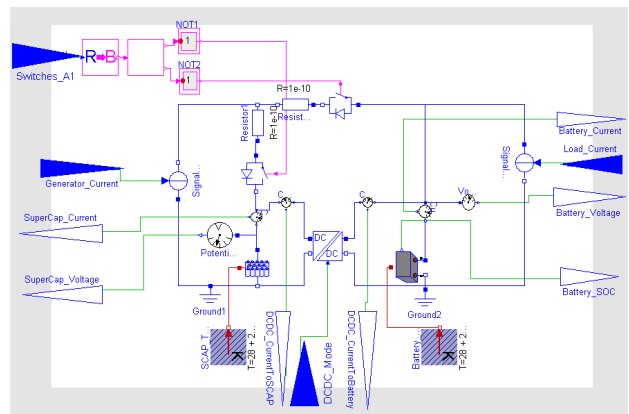 NOT1
Switches_A1
R B
1
NOT2
1
R=1e-10
Resist...
Resistor1
R=1e-10
Battery_Current
Load_Current
Signal...
Generator_Current
Signal...
SuperCap_Current
C
C
Battery_Voltage
V
Potenti...
DC
DC
SuperCap_Voltage
Battery_SOC
Ground1
Ground2
SCAP_T...
K
T=28 + 2...
DCDC_CurrentToSCAP
DCDC_Mode
DCDC_CurrentToBattery
Battery...
K
T=28 + 2...